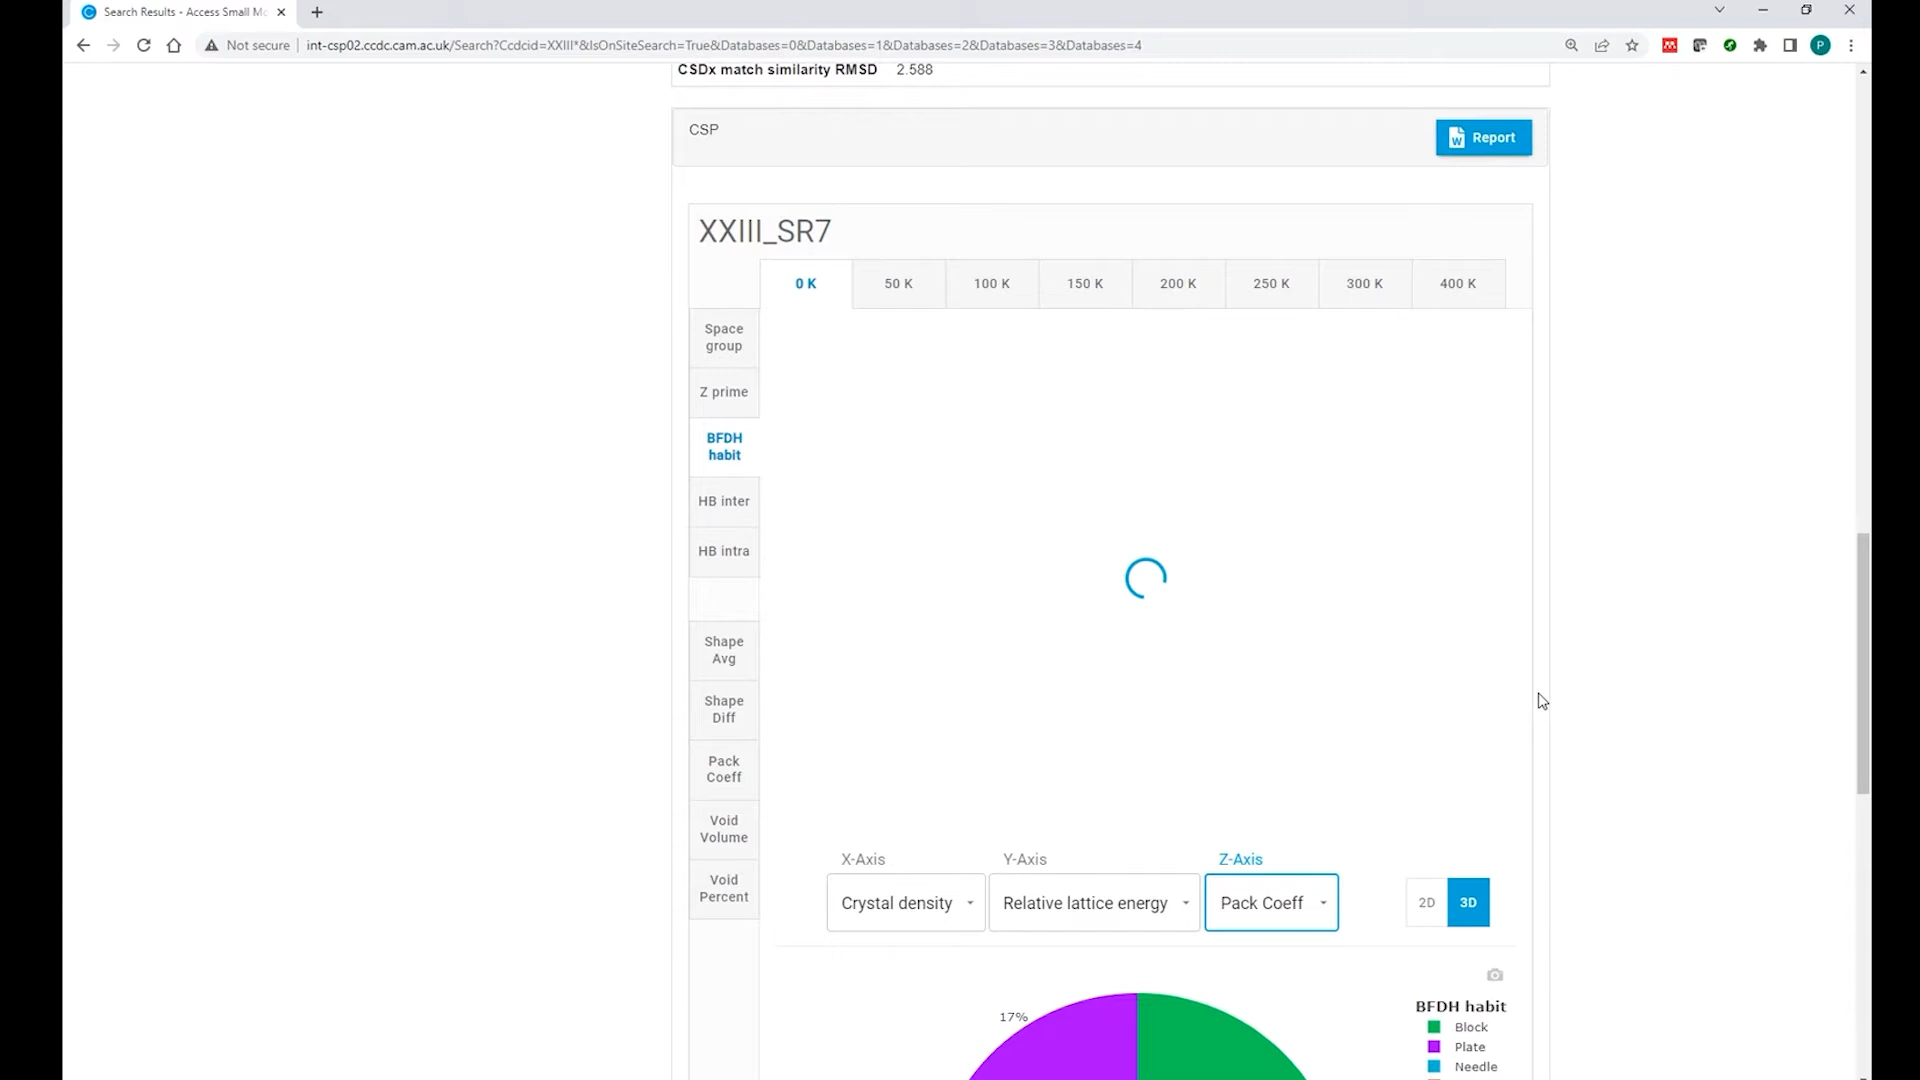 Search Results - Access Small Mo
Not secure
int-csp02.ccdc.cam.ac.uk/Search?Ccdcid=XXIII*&IsOnSiteSearch=True&Databases=0&Databases=1&Databases=2&Databases=3&Databases=4
P
CSDx match similarity RMSD 2.588
CSP
W Report
XXIII_SR7
0 K 50 K 100 K 150 K 200 K 250 K 300 K 400 K
Space
group
Z prime
BFDH
habit
HB inter
HB intra
Shape
Avg
Shape
Diff
Pack
Coeff
Void
Volume
Void
Percent
X-Axis Y-Axis Z-Axis
Crystal density Relative lattice energy Pack Coeff 2D 3D
17%
BFDH habit
Block
Plate
Needle